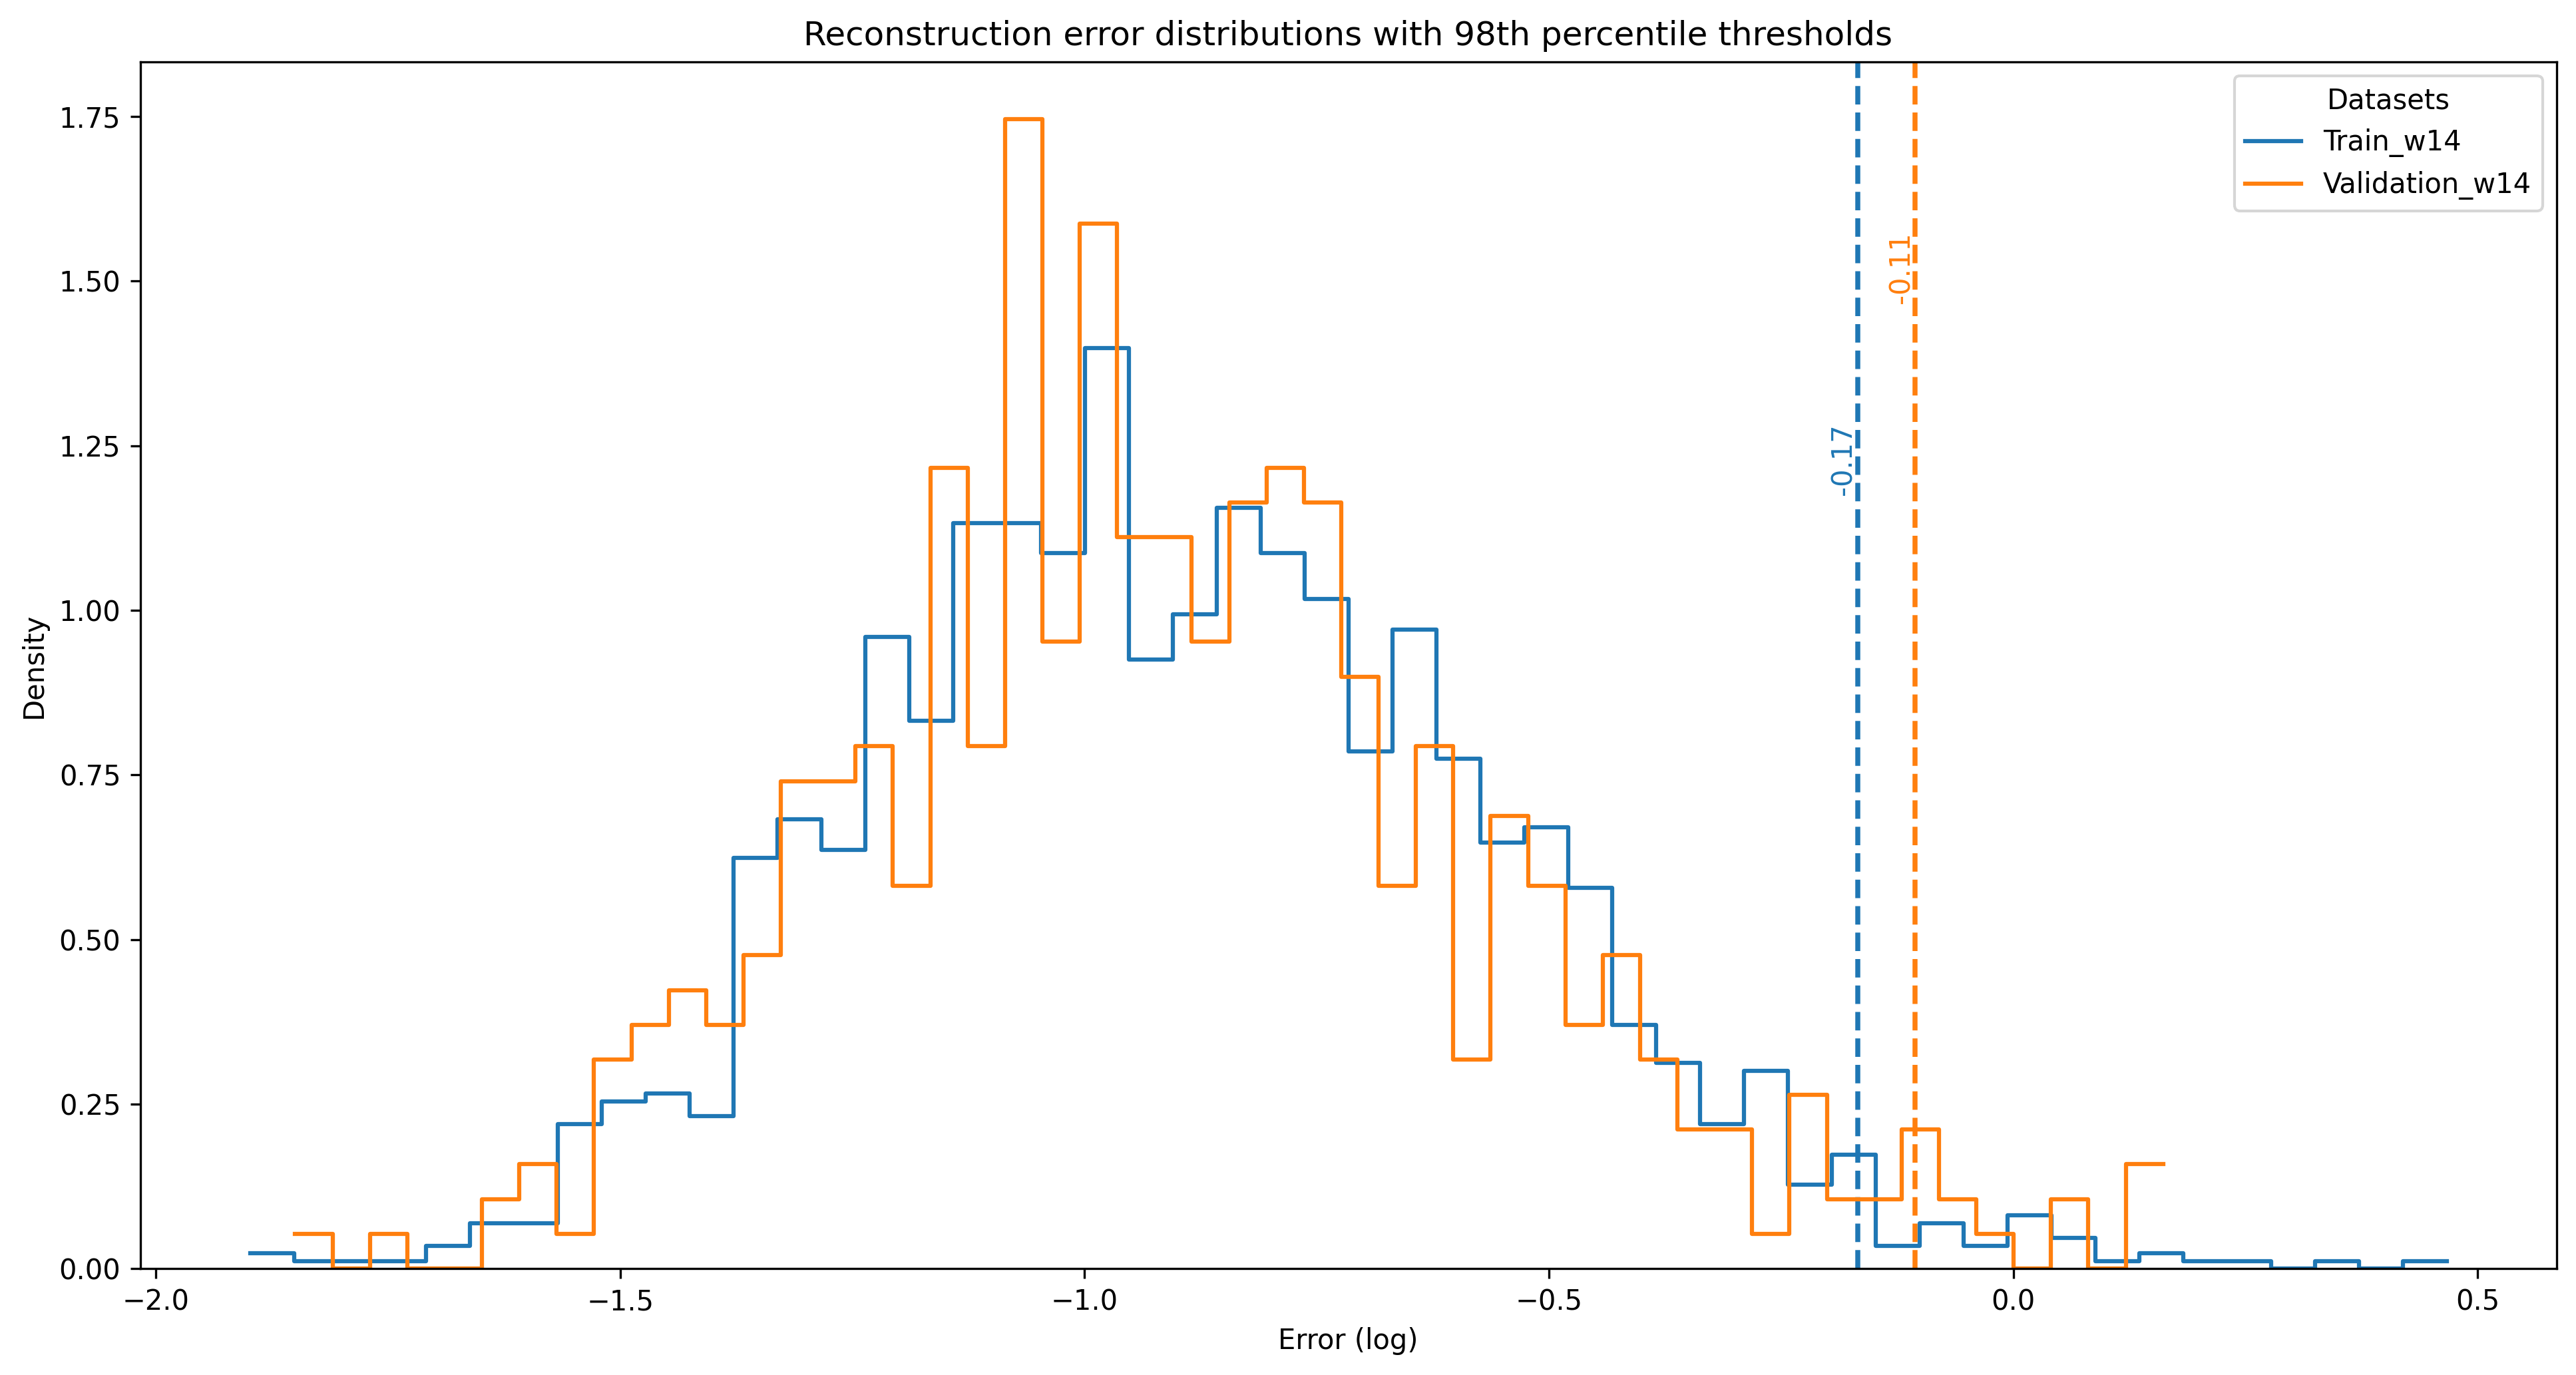 Reconstruction error distributions with 98th percentile thresholds
Datasets
Train_w14
Validation_w14
-0.11
-0.17
Density
1.75
1.50
1.25
1.00
0.75
0.50
0.25
0.00
−2.0
−1.5
−1.0
−0.5
0.0
0.5
Error (log)